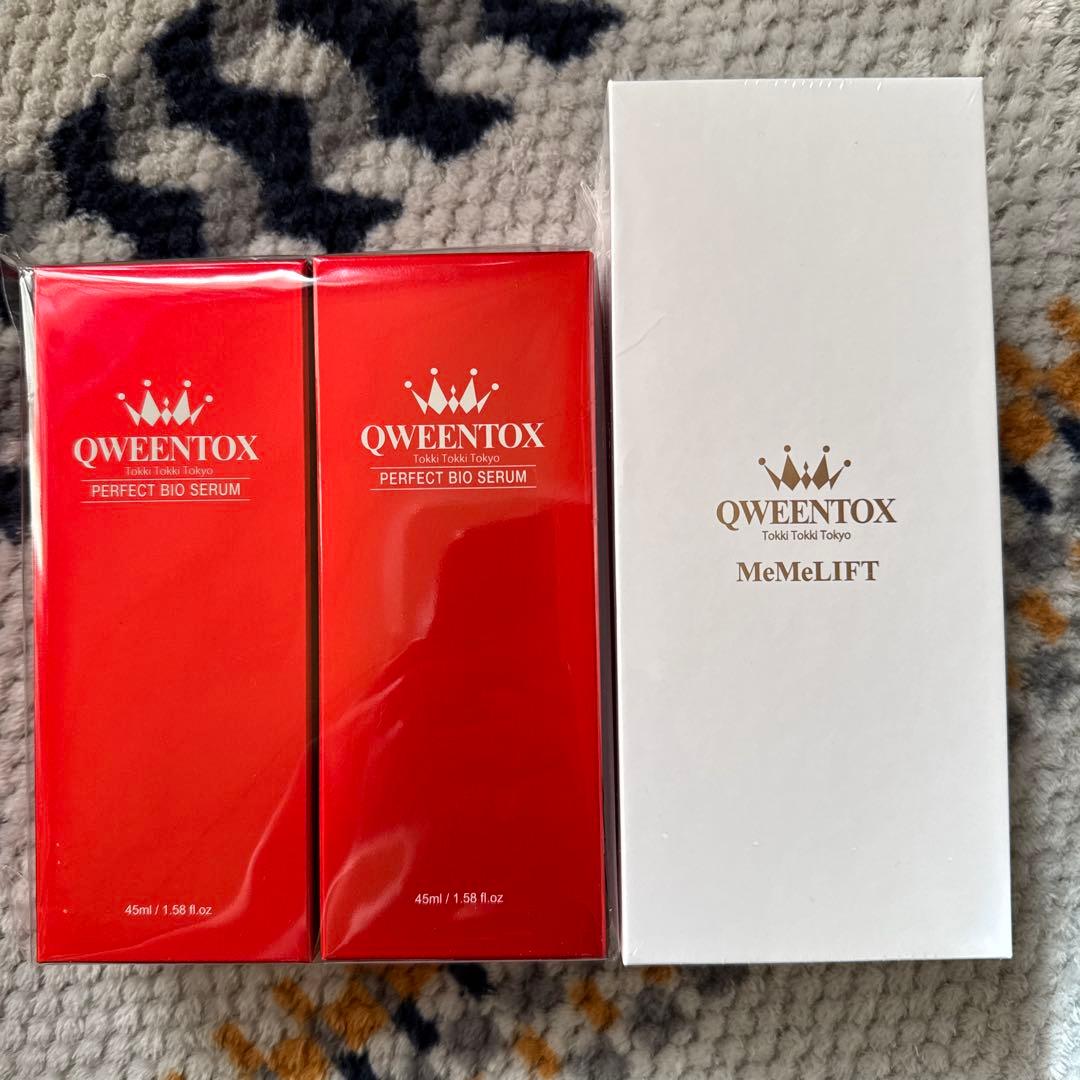 QWEENTOX
Tokki Tokki Tokyo
PERFECT BIO SERUM
45ml / 1.58 fl.oz
QWEENTOX
Tokki Tokki Tokyo
PERFECT BIO SERUM
45ml / 1.58 fl.oz
QWEENTOX
Tokki Tokki Tokyo
MeMeLIFT